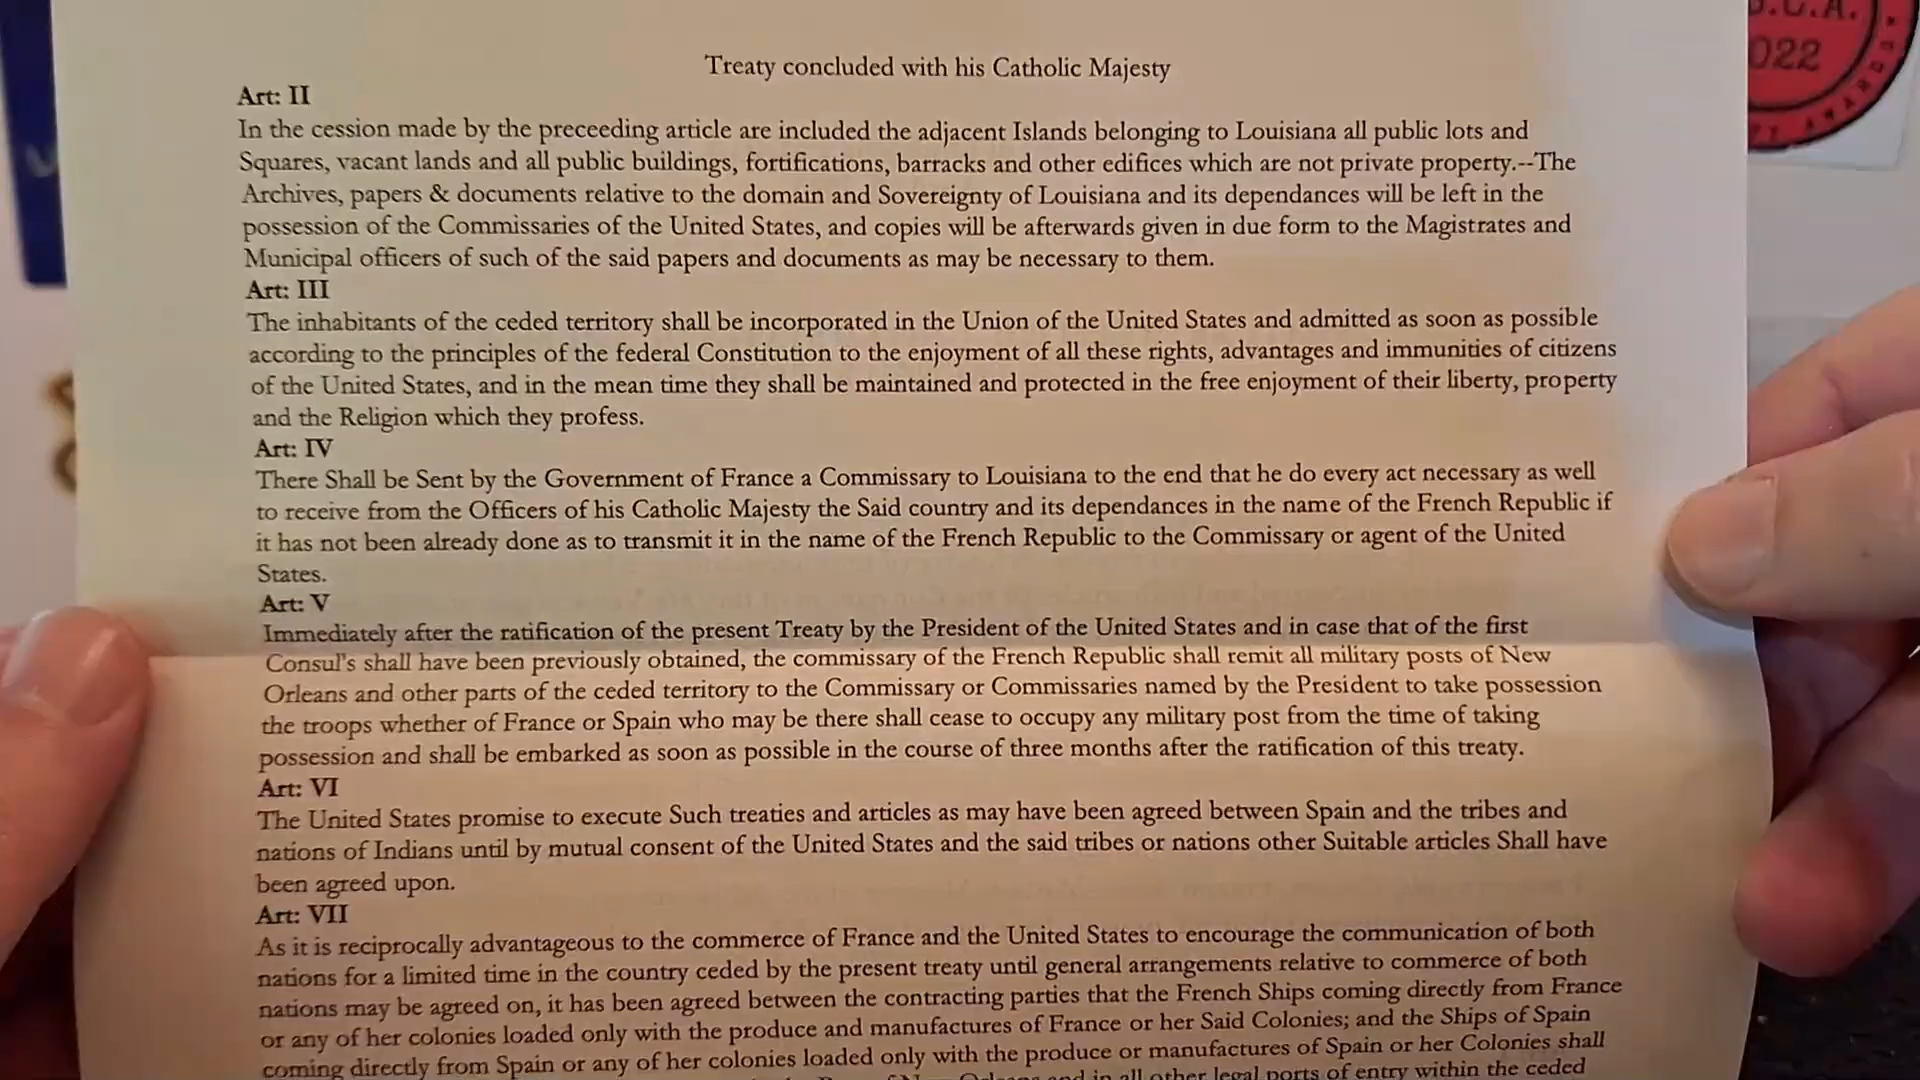 Treaty concluded with his Catholic Majesty
Art: II
In the cession made by the preceeding article are included the adjacent Islands belonging to Louisiana all public lots and
Squares, vacant lands and all public buildings, fortifications, barracks and other edifices which are not private property.--The
Archives, papers & documents relative to the domain and Sovereignty of Louisiana and its dependances will be left in the
possession of the Commissaries of the United States, and copies will be afterwards given in due form to the Magistrates and
Municipal officers of such of the said papers and documents as may be necessary to them.
Art: III
The inhabitants of the ceded territory shall be incorporated in the Union of the United States and admitted as soon as possible
according to the principles of the federal Constitution to the enjoyment of all these rights, advantages and immunities of citizens
of the United States, and in the mean time they shall be maintained and protected in the free enjoyment of their liberty, property
and the Religion which they profess.
Art: IV
There Shall be Sent by the Government of France a Commissary to Louisiana to the end that he do every act necessary as well
to receive from the Officers of his Catholic Majesty the Said country and its dependances in the name of the French Republic if
it has not been already done as to transmit it in the name of the French Republic to the Commissary or agent of the United
States.
Art: V
Immediately after the ratification of the present Treaty by the President of the United States and in case that of the first
Consul's shall have been previously obtained, the commissary of the French Republic shall remit all military posts of New
Orleans and other parts of the ceded territory to the Commissary or Commissaries named by the President to take possession
the troops whether of France or Spain who may be there shall cease to occupy any military post from the time of taking
possession and shall be embarked as soon as possible in the course of three months after the ratification of this treaty.
Art: VI
The United States promise to execute Such treaties and articles as may have been agreed between Spain and the tribes and
nations of Indians until by mutual consent of the United States and the said tribes or nations other Suitable articles Shall have
been agreed upon.
Art: VII
As it is reciprocally advantageous to the commerce of France and the United States to encourage the communication of both
nations for a limited time in the country ceded by the present treaty until general arrangements relative to commerce of both
nations may be agreed on, it has been agreed between the contracting parties that the French Ships coming directly from France
or any of her colonies loaded only with the produce and manufactures of France or her Said Colonies; and the Ships of Spain
coming directly from Spain or any of her colonies loaded only with the produce or manufactures of Spain or her Colonies shall
and in all other legal ports of entry within the ceded
.C.A.
022